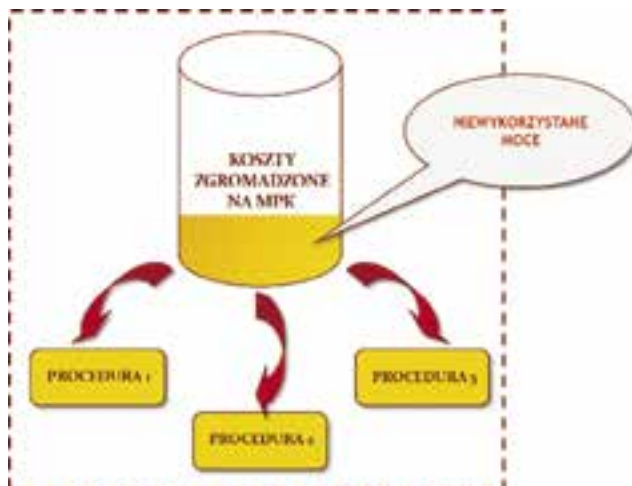 NIEWYKORZYSTANE
MOCE
KOSZTY
ZGROMADZONE
NA MPK
PROCEDURA 1
PROCEDURA 2
PROCEDURA 3